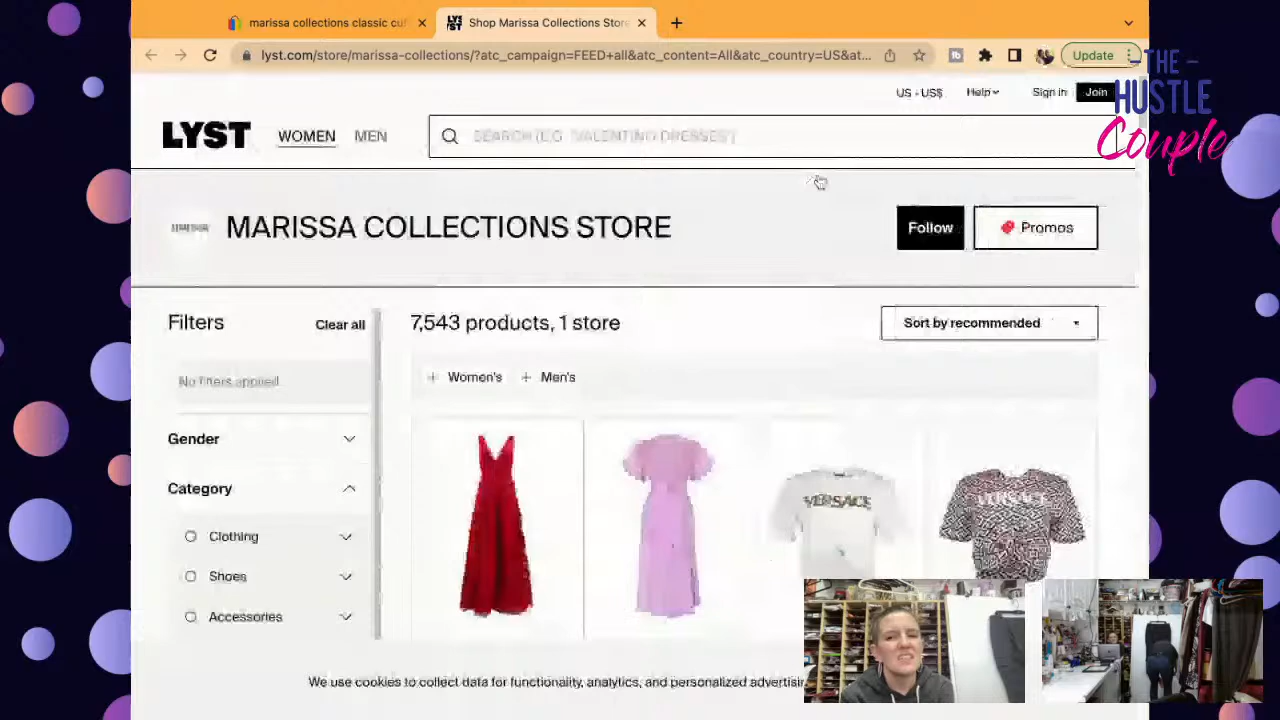 marissa collections classic cuf
Shop Marissa Collections Store
lyst.com/store/marissa-collections/?atc_campaign=FEED+all&atc_content=All&atc_country=US&at...
Update
THE
HUSTLE
Couple
US · US$
Help
Sign in
Join
LYST
WOMEN
MEN
SEARCH (E.G. 'VALENTINO DRESSES')
MARISSA COLLECTIONS STORE
Follow
Promos
Filters
Clear all
7,543 products, 1 store
Sort by recommended
No filters applied
+ Women's
+ Men's
Gender
Category
Clothing
Shoes
Accessories
VERSACE
VERSACE
We use cookies to collect data for functionality, analytics, and personalized advertisin